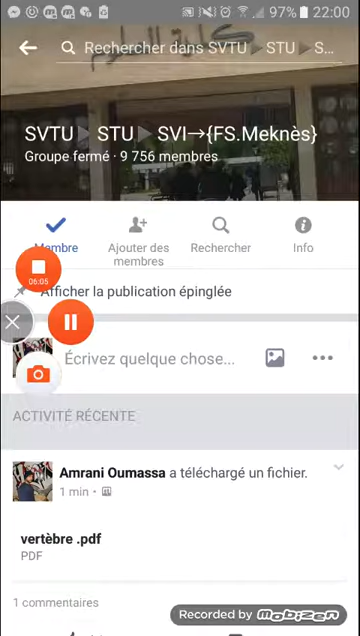 97% 22:00
Rechercher dans SVTU ▶ STU ▶ S...
SVTU ▶ STU ▶ SVI→{FS.Meknès}
Groupe fermé · 9 756 membres
Membre
Ajouter des membres
Rechercher
Info
06:05
Afficher la publication épinglée
Écrivez quelque chose...
ACTIVITÉ RÉCENTE
Amrani Oumassa a téléchargé un fichier.
1 min
vertèbre .pdf
PDF
1 commentaires
Recorded by mobizen